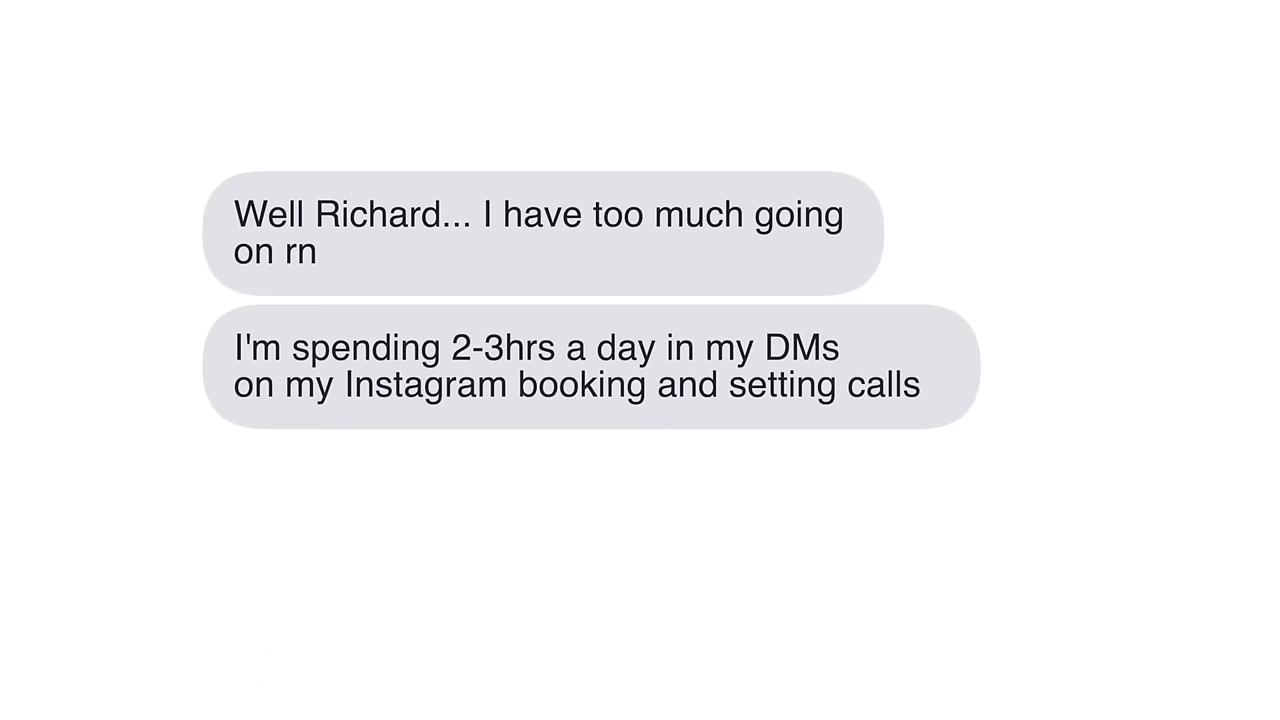 Well Richard... I have too much going
on rn
I'm spending 2-3hrs a day in my DMs
on my Instagram booking and setting calls